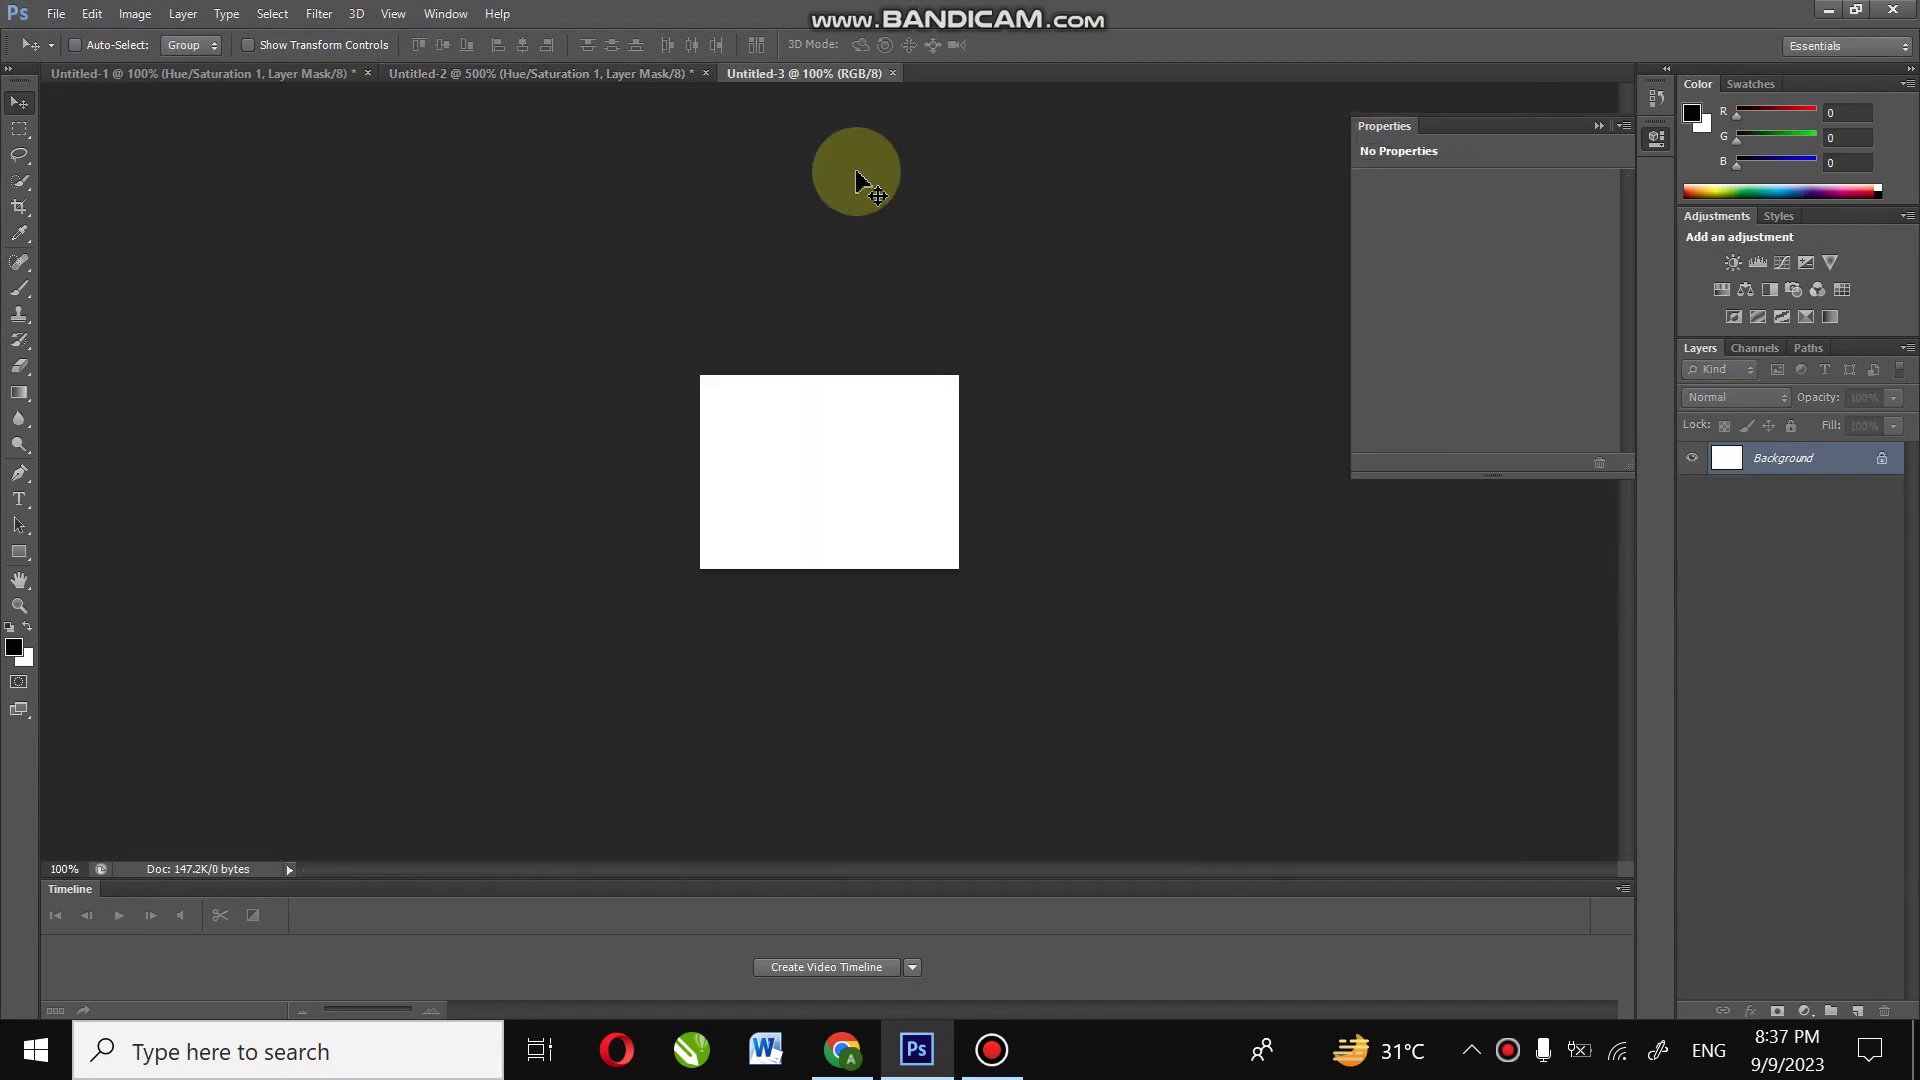 Ps File Edit Image Layer Type Select Filter 3D View Window Help
www.BANDICAM.com
Auto-Select: Group Show Transform Controls 3D Mode: Essentials
Untitled-1 @ 100% (Hue/Saturation 1, Layer Mask/8) * × Untitled-2 @ 500% (Hue/Saturation 1, Layer Mask/8) * × Untitled-3 @ 100% (RGB/8) ×
Color Swatches
R 0
G 0
B 0
Properties
No Properties
Adjustments Styles
Add an adjustment
Layers Channels Paths
Kind
Normal Opacity: 100%
Lock: Fill: 100%
Background
100% Doc: 147.2K/0 bytes
Timeline
Create Video Timeline
Type here to search
31°C
ENG
8:37 PM
9/9/2023